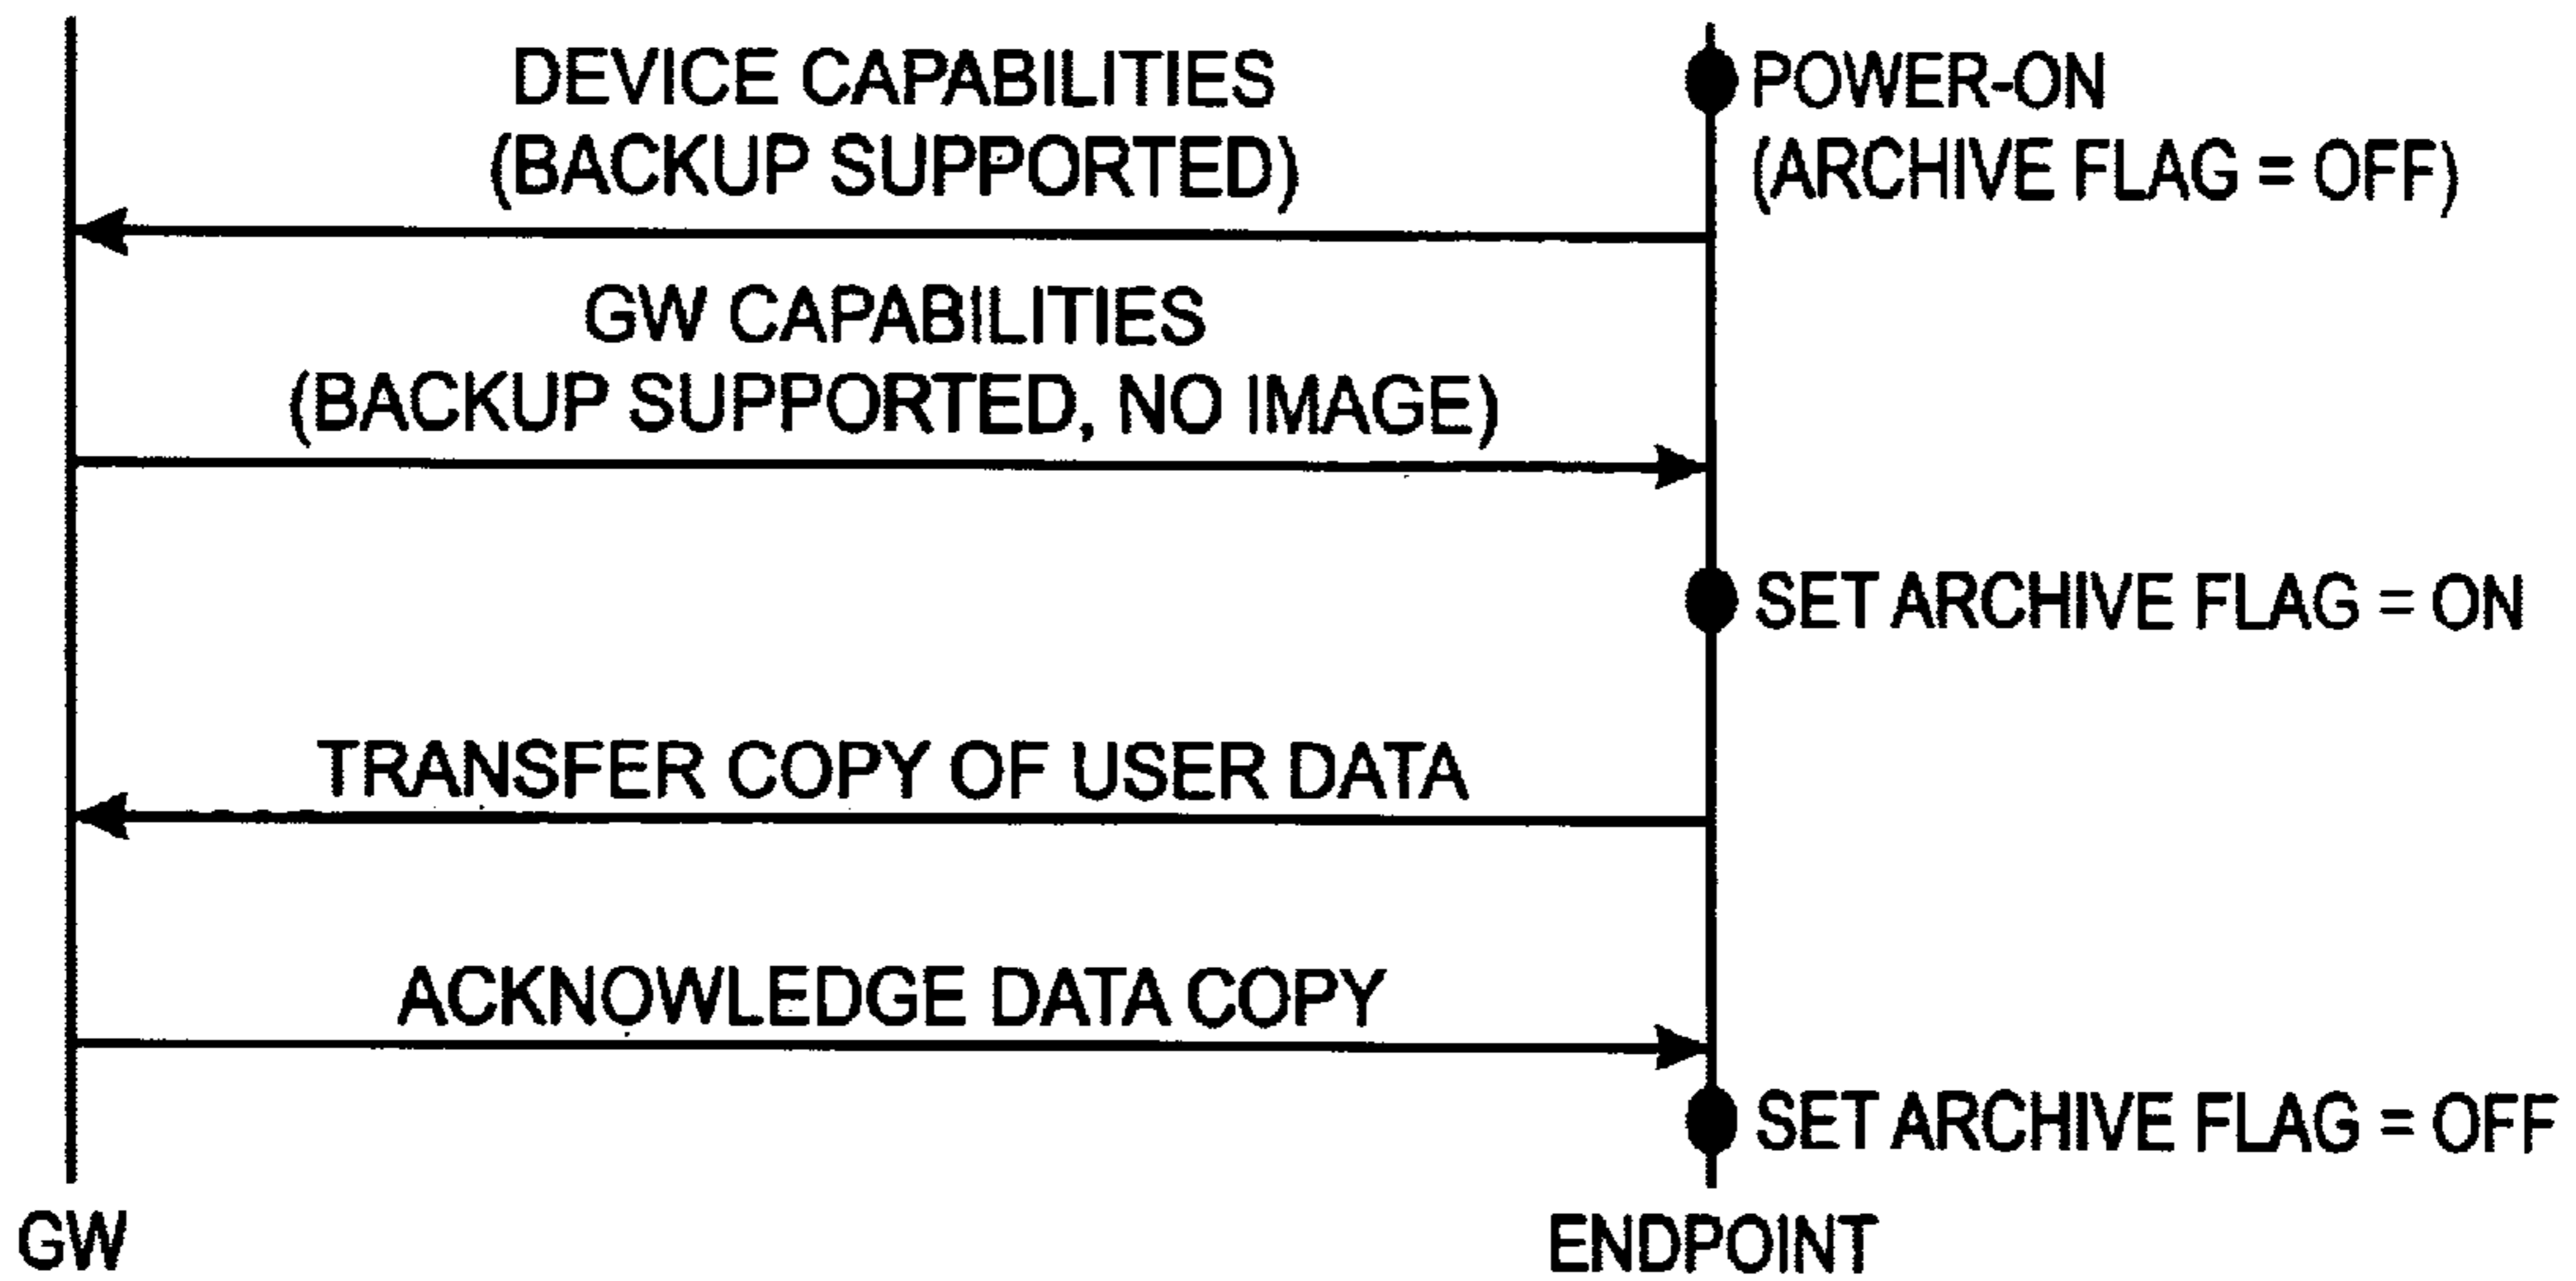 DEVICE CAPABILITIES
(BACKUP SUPPORTED)
POWER-ON
(ARCHIVE FLAG = OFF)
GW CAPABILITIES
(BACKUP SUPPORTED, NO IMAGE)
SET ARCHIVE FLAG = ON
TRANSFER COPY OF USER DATA
ACKNOWLEDGE DATA COPY
SET ARCHIVE FLAG = OFF
GW
ENDPOINT